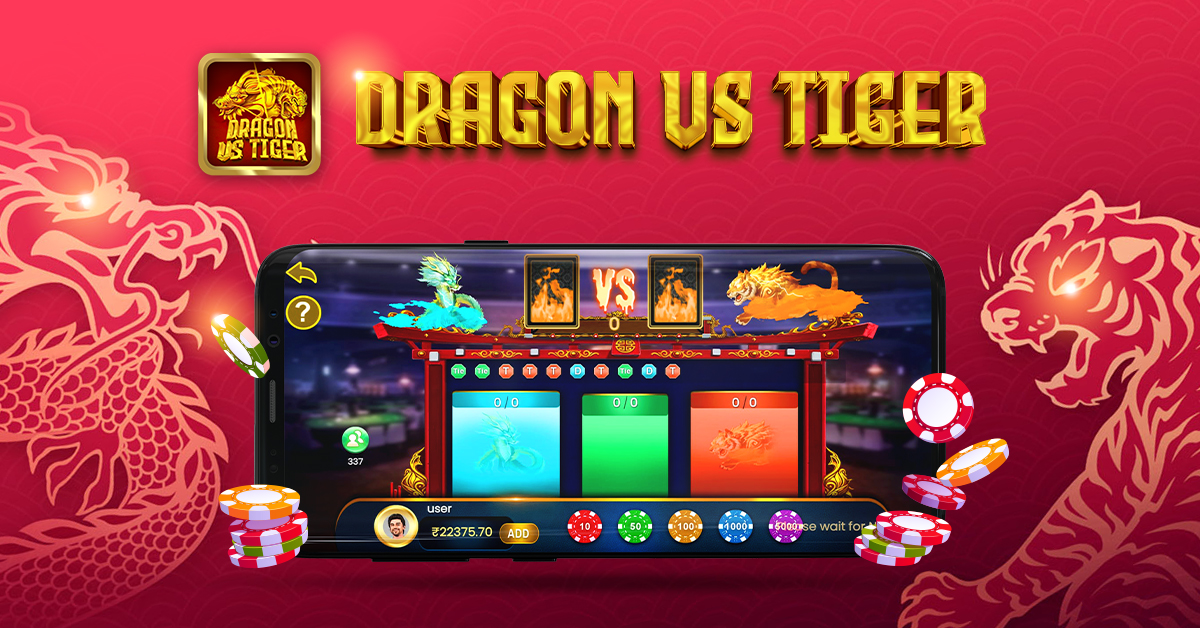 DRAGON
VS TIGER
DRAGON VS TIGER
?
VS
0
Tie Tie T T T D T Tie D T
0 / 0
0 / 0
0 / 0
337
user
₹22375.70
ADD
10
50
100
1000
5000
se wait for